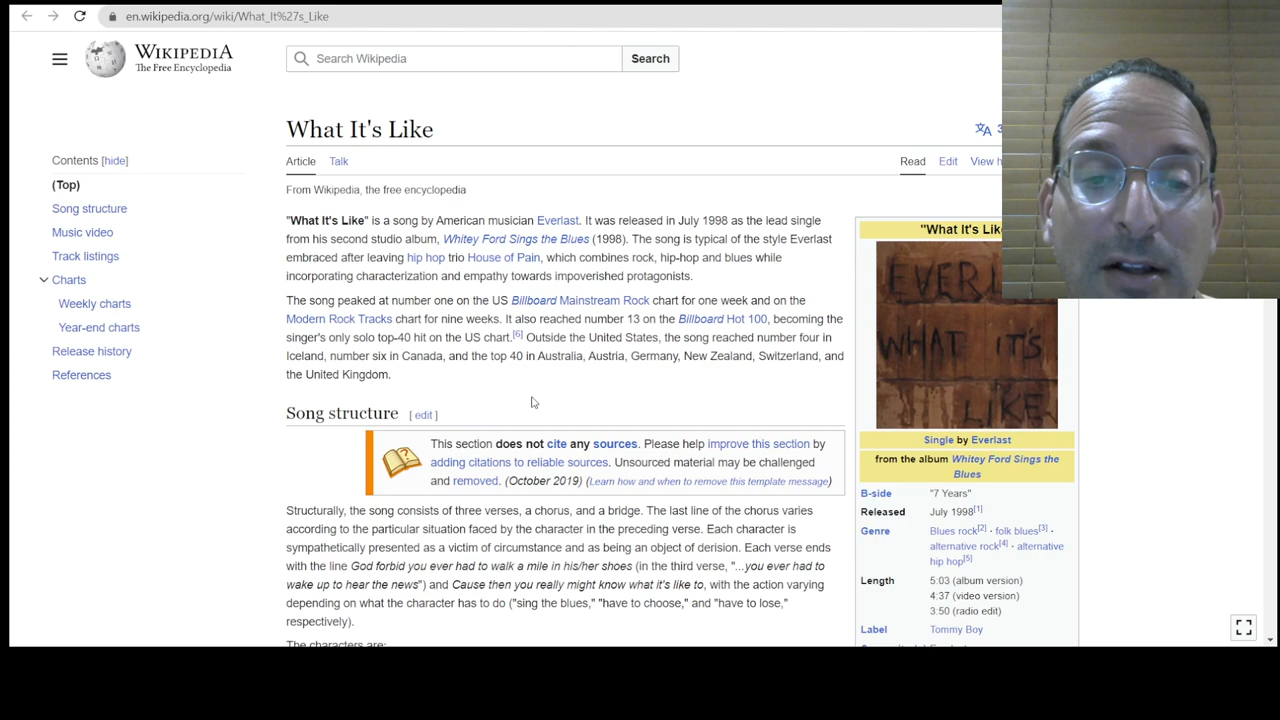 en.wikipedia.org/wiki/What_It%27s_Like
WIKIPEDIA
The Free Encyclopedia
Search Wikipedia
Search
What It's Like
3
Article
Talk
Read
Edit
View h
From Wikipedia, the free encyclopedia
Contents [hide]
(Top)
Song structure
Music video
Track listings
Charts
Weekly charts
Year-end charts
Release history
References
"What It's Like" is a song by American musician Everlast. It was released in July 1998 as the lead single
from his second studio album, Whitey Ford Sings the Blues (1998). The song is typical of the style Everlast
embraced after leaving hip hop trio House of Pain, which combines rock, hip-hop and blues while
incorporating characterization and empathy towards impoverished protagonists.
The song peaked at number one on the US Billboard Mainstream Rock chart for one week and on the
Modern Rock Tracks chart for nine weeks. It also reached number 13 on the Billboard Hot 100, becoming the
singer's only solo top-40 hit on the US chart.[6] Outside the United States, the song reached number four in
Iceland, number six in Canada, and the top 40 in Australia, Austria, Germany, New Zealand, Switzerland, and
the United Kingdom.
Song structure [ edit ]
This section does not cite any sources. Please help improve this section by
adding citations to reliable sources. Unsourced material may be challenged
and removed. (October 2019) (Learn how and when to remove this template message)
Structurally, the song consists of three verses, a chorus, and a bridge. The last line of the chorus varies
according to the particular situation faced by the character in the preceding verse. Each character is
sympathetically presented as a victim of circumstance and as being an object of derision. Each verse ends
with the line God forbid you ever had to walk a mile in his/her shoes (in the third verse, "...you ever had to
wake up to hear the news") and Cause then you really might know what it's like to, with the action varying
depending on what the character has to do ("sing the blues," "have to choose," and "have to lose,"
respectively).
The characters are:
"What It's Lik
EVERL
WHAT IT'S
LIKE
Single by Everlast
from the album Whitey Ford Sings the
Blues
B-side "7 Years"
Released July 1998[1]
Genre Blues rock[2] · folk blues[3] ·
alternative rock[4] · alternative
hip hop[5]
Length 5:03 (album version)
4:37 (video version)
3:50 (radio edit)
Label Tommy Boy